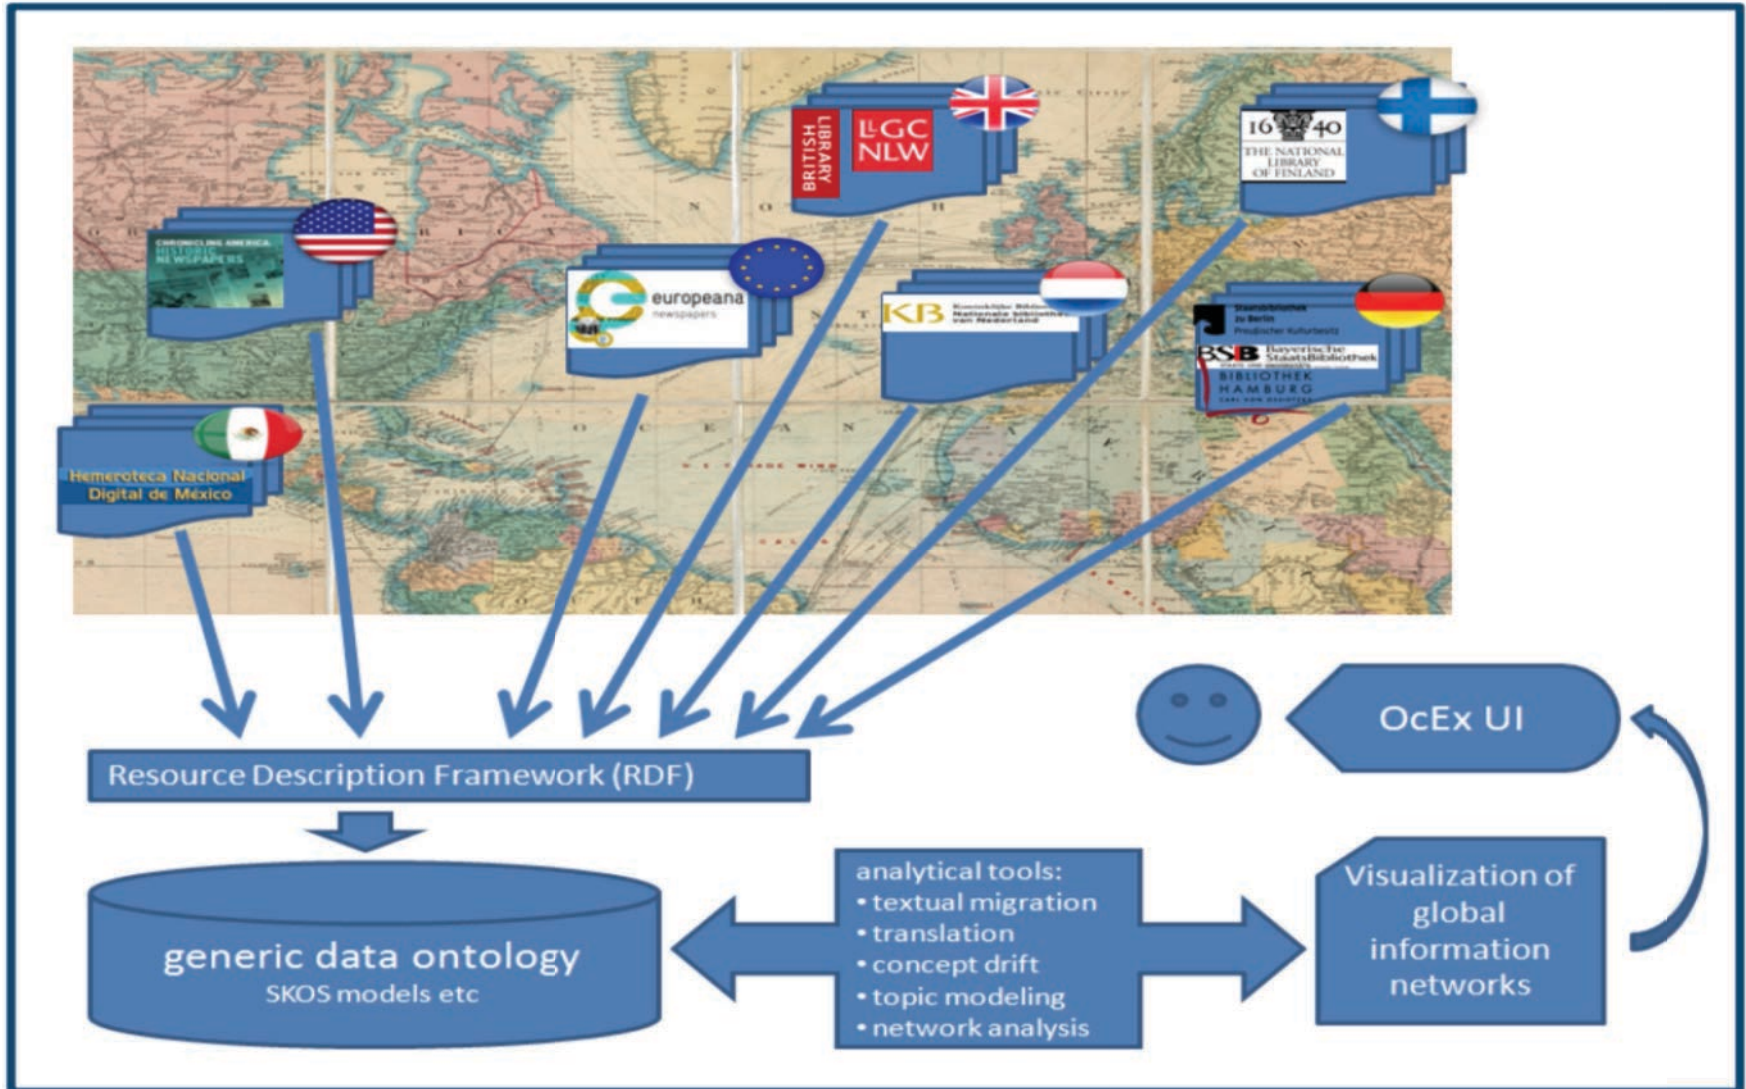 BRITISH
LIBRARY
LLGC
NLW
16 40
THE NATIONAL
LIBRARY
OF FINLAND
CHRONICLING AMERICA
HISTORIC
NEWSPAPERS
europeana
newspapers
KB
Nationale bibliothe
van Nederland
Staatsbibliothek
zu Berlin
Preußischer Kulturbesitz
BSB Bayerische
StaatsBibliothek
BIBLIOTHEK
HAMBURG
Hemeroteca Nacional
Digital de México
O C E A N
OcEx UI
Resource Description Framework (RDF)
generic data ontology
SKOS models etc
analytical tools:
• textual migration
• translation
• concept drift
• topic modeling
• network analysis
Visualization of
global
information
networks